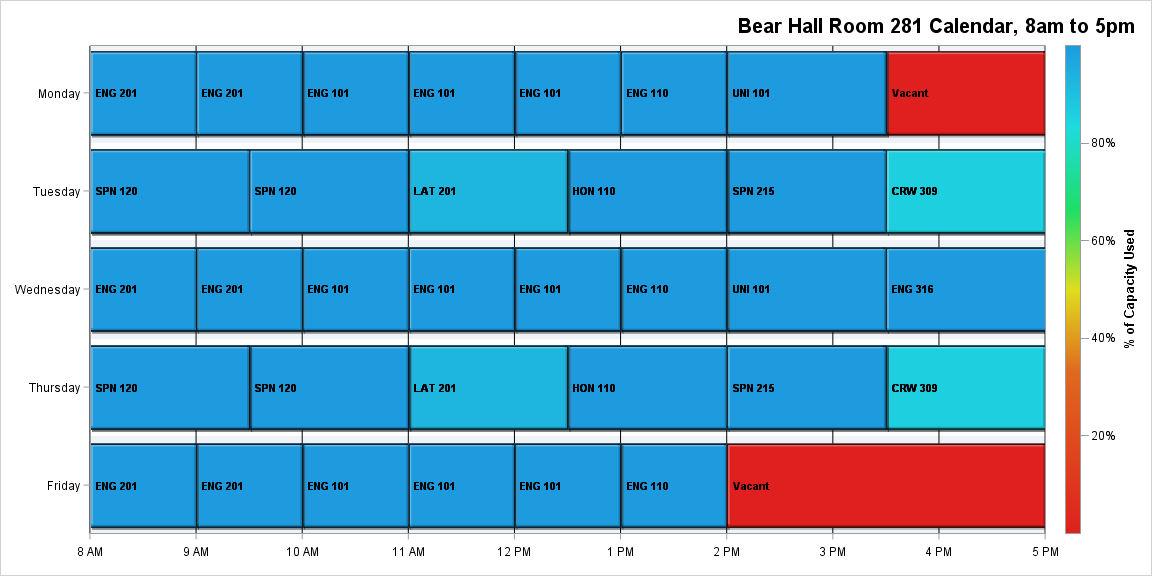 Bear Hall Room 281 Calendar, 8am to 5pm
Monday ENG 201 ENG 201 ENG 101 ENG 101 ENG 101 ENG 110 UNI 101 Vacant
80%
Tuesday SPN 120 SPN 120 LAT 201 HON 110 SPN 215 CRW 309
60%
% of Capacity Used
Wednesday ENG 201 ENG 201 ENG 101 ENG 101 ENG 101 ENG 110 UNI 101 ENG 316
40%
Thursday SPN 120 SPN 120 LAT 201 HON 110 SPN 215 CRW 309
20%
Friday ENG 201 ENG 201 ENG 101 ENG 101 ENG 101 ENG 110 Vacant
8 AM 9 AM 10 AM 11 AM 12 PM 1 PM 2 PM 3 PM 4 PM 5 PM